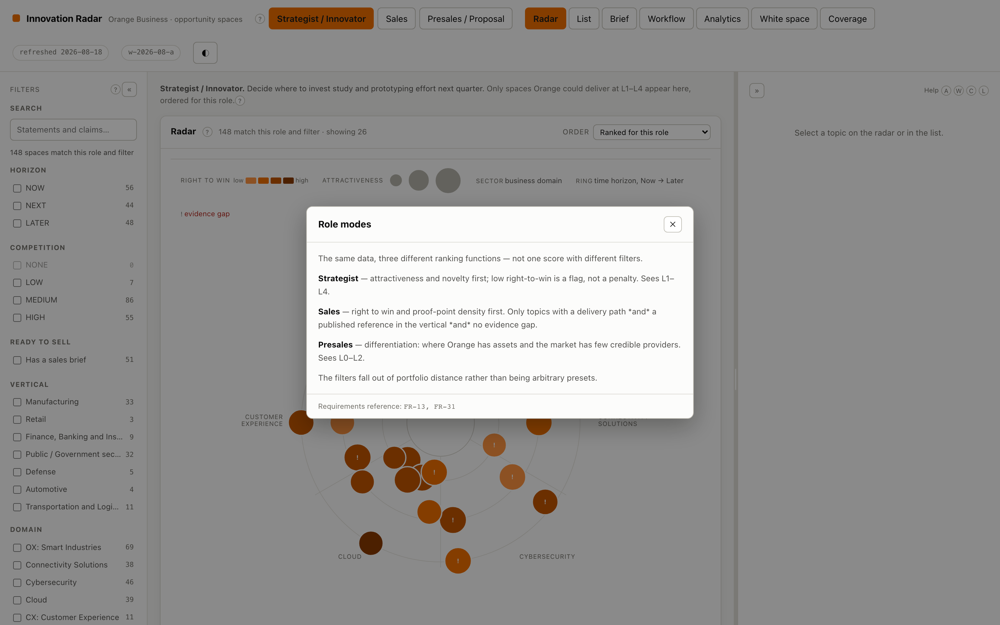 Innovation Radar Orange Business · opportunity spaces ? Strategist / Innovator Sales Presales / Proposal Radar List Brief Workflow Analytics White space Coverage
refreshed 2026-08-18 w-2026-08-a
FILTERS ? «
SEARCH
Statements and claims...
148 spaces match this role and filter
HORIZON
NOW 56
NEXT 44
LATER 48
COMPETITION
NONE 0
LOW 7
MEDIUM 86
HIGH 55
READY TO SELL
Has a sales brief 51
VERTICAL
Manufacturing 33
Retail 3
Finance, Banking and Ins... 9
Public / Government sec... 32
Defense 5
Automotive 4
Transportation and Logi... 11
DOMAIN
OX: Smart Industries 69
Connectivity Solutions 38
Cybersecurity 46
Cloud 39
CX: Customer Experience 11
Strategist / Innovator. Decide where to invest study and prototyping effort next quarter. Only spaces Orange could deliver at L1–L4 appear here,
ordered for this role. ?
Radar ? 148 match this role and filter · showing 26 ORDER Ranked for this role
RIGHT TO WIN low high ATTRACTIVENESS SECTOR business domain RING time horizon, Now → Later
! evidence gap
Role modes ×
The same data, three different ranking functions — not one score with different filters.
Strategist — attractiveness and novelty first; low right-to-win is a flag, not a penalty. Sees L1–
L4.
Sales — right to win and proof-point density first. Only topics with a delivery path *and* a
published reference in the vertical *and* no evidence gap.
Presales — differentiation: where Orange has assets and the market has few credible providers.
Sees L0–L2.
The filters fall out of portfolio distance rather than being arbitrary presets.
Requirements reference: FR-13, FR-31
CUSTOMER
EXPERIENCE
SOLUTIONS
!
!
!
!
!
!
!
CLOUD
CYBERSECURITY
» Help A W C L
Select a topic on the radar or in the list.